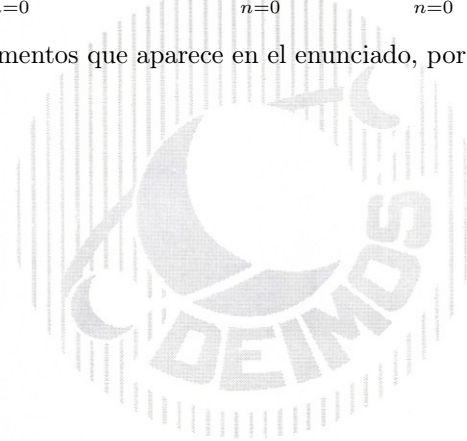 n=0 n=0 n=0
mentos que aparece en el enunciado, por
DEIMOS